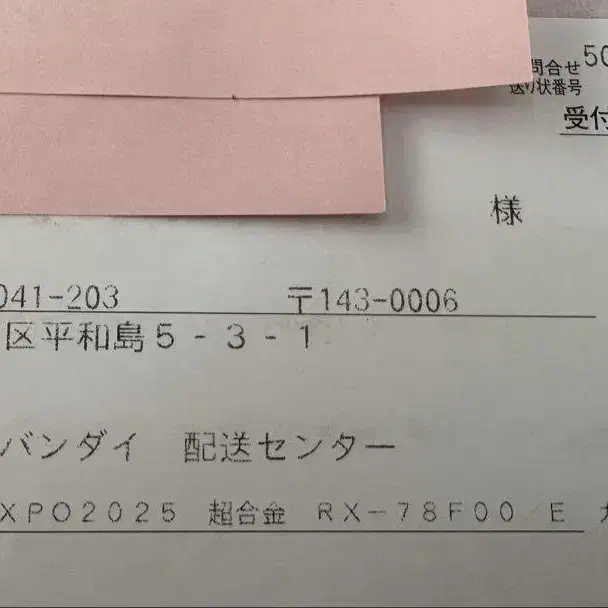 問合せ 50
送り状番号
受付
様
041-203 〒143-0006
区平和島5-3-1
バンダイ 配送センター
XPO2025 超合金 RX-78F00/E